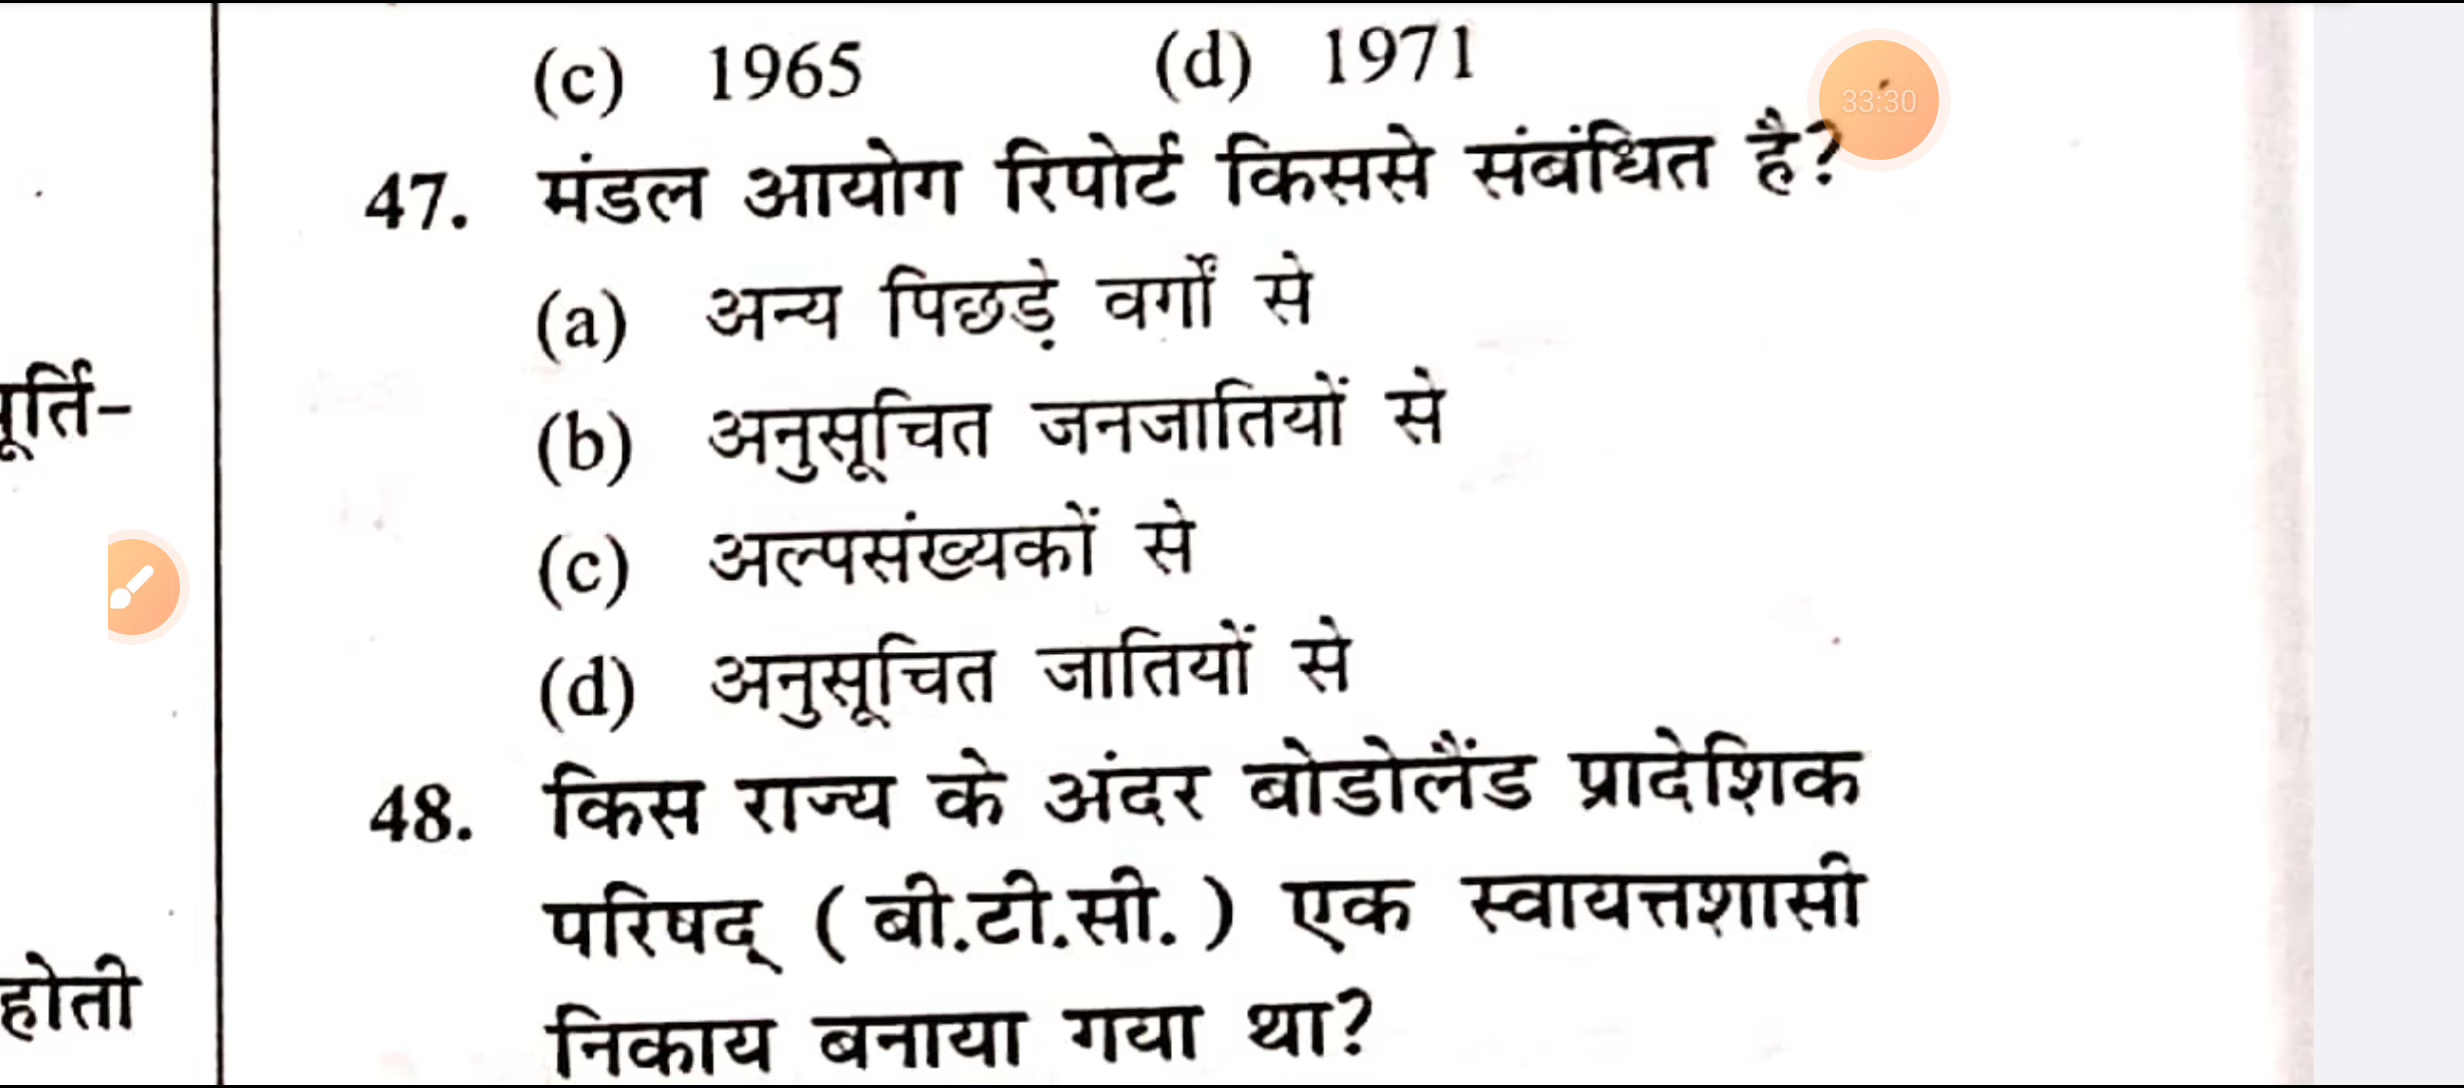 (c) 1965 (d) 1971
33:30
47. मंडल आयोग रिपोर्ट किससे संबंधित है?
(a) अन्य पिछड़े वर्गों से
(b) अनुसूचित जनजातियों से
(c) अल्पसंख्यकों से
(d) अनुसूचित जातियों से
48. किस राज्य के अंदर बोडोलैंड प्रादेशिक
परिषद् (बी.टी.सी.) एक स्वायत्तशासी
निकाय बनाया गया था?
होती